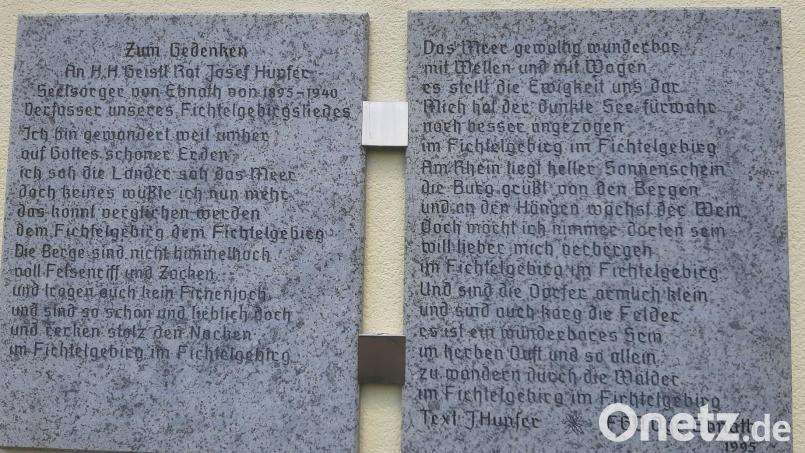 Zum Gedenken
An H.H. Geistl Rat Josef Hupfer
Seelsorger von Ebnath von 1895-1940
Verfasser unseres Fichtelgebirgsliedes
Ich bin gewandert weit umher
auf Gottes schöner Erden
ich sah die Länder sah das Meer
doch keines wüßte ich nun mehr
das könnt verglichen werden
dem Fichtelgebirg dem Fichtelgebirg
Die Berge sind nicht himmelhoch
voll Felsenriff und Zacken
und tragen auch kein
und sind so schön und lieblich doch
und recken stolz den Nacken
im Fichtelgebirg im Fichtelgebirg
Das Meer gewaltig wunderbar
mit Wellen und mit Wogen
es stellt die Ewigkeit uns dar
Mich hat der dunkle See fürwahr
noch besser angezogen
im Fichtelgebirg im Fichtelgebirg
Am Rhein liegt heller Sonnenschein
die Burg grüßt von den Bergen
und an den Hängen wächst der Wein
Doch möcht ich nimmer dorten sein
will lieber mich verbergen
im Fichtelgebirg im Fichtelgebirg
Und sind die Dörfer ärmlich klein
und sind auch karg die Felder
es ist ein wunderbares Sein
im herben Duft und so allein
zu wandern durch die Wälder
im Fichtelgebirg im Fichtelgebirg
Text J Hupfer Ebnath
1995
Onetz.de